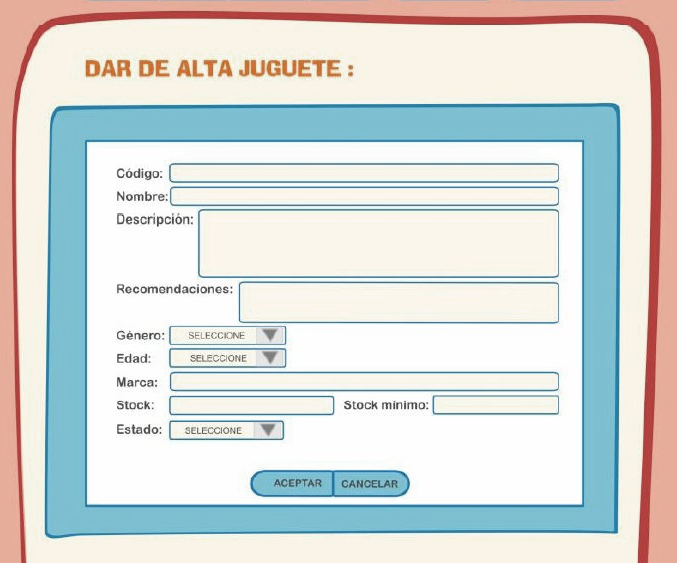 DAR DE ALTA JUGUETE :
Código:
Nombre:
Descripción:
Recomendaciones:
Género: SELECCIONE
Edad: SELECCIONE
Marca:
Stock: Stock mínimo:
Estado: SELECCIONE
ACEPTAR CANCELAR